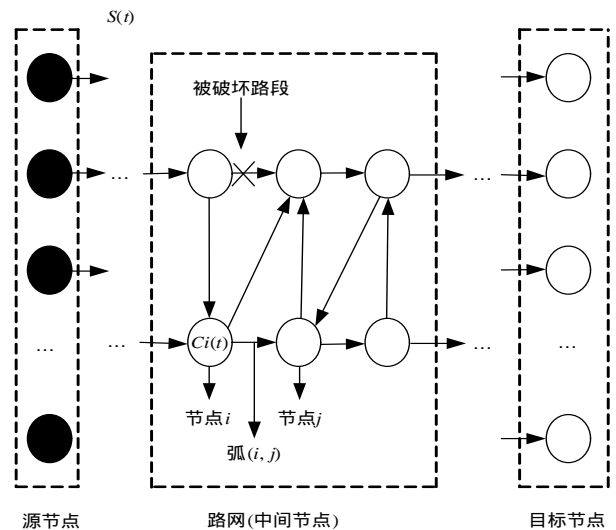 S(t)
被破坏路段
... ...
Ci(t)
... ... ... ...
节点i 节点j
弧(i, j)
源节点 路网(中间节点) 目标节点